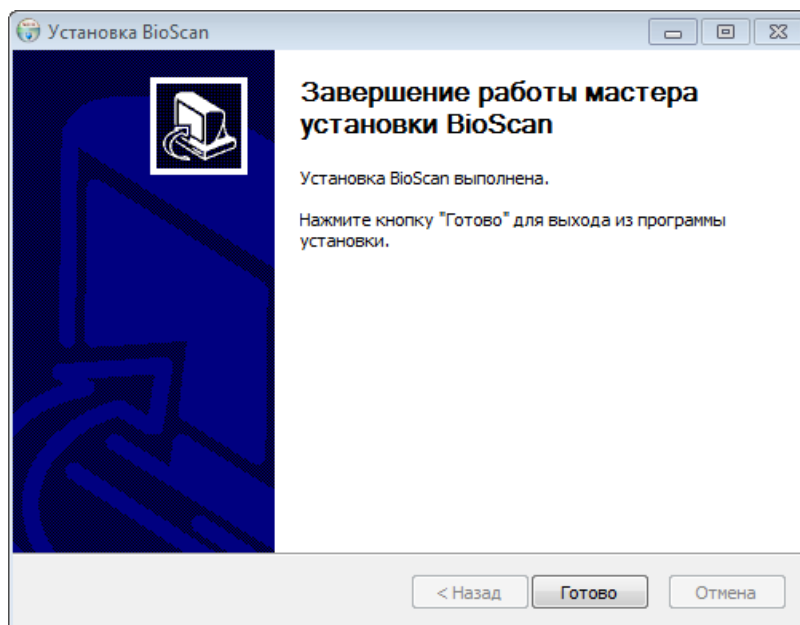 Установка BioScan
Завершение работы мастера
установки BioScan
Установка BioScan выполнена.
Нажмите кнопку "Готово" для выхода из программы
установки.
< Назад
Готово
Отмена